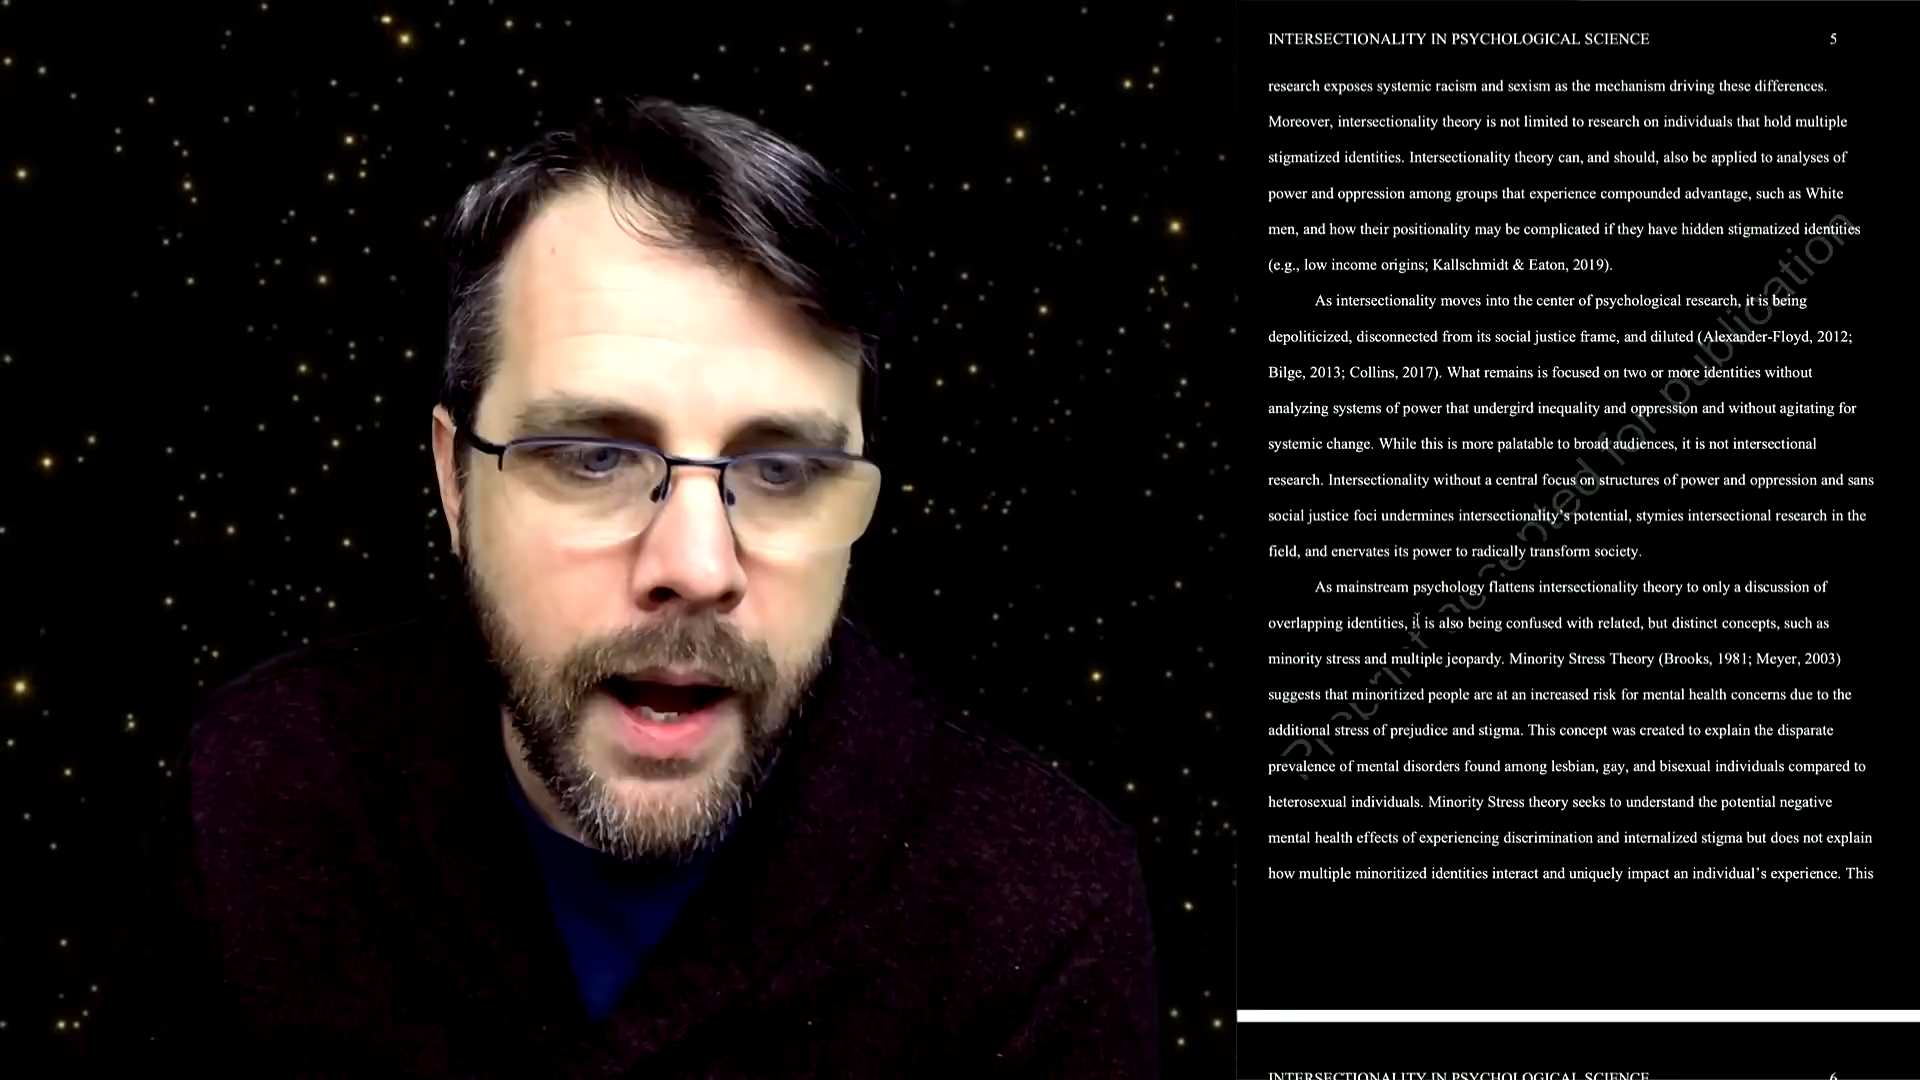 INTERSECTIONALITY IN PSYCHOLOGICAL SCIENCE 5
research exposes systemic racism and sexism as the mechanism driving these differences.
Moreover, intersectionality theory is not limited to research on individuals that hold multiple
stigmatized identities. Intersectionality theory can, and should, also be applied to analyses of
power and oppression among groups that experience compounded advantage, such as White
men, and how their positionality may be complicated if they have hidden stigmatized identities
(e.g., low income origins; Kallschmidt & Eaton, 2019).
As intersectionality moves into the center of psychological research, it is being
depoliticized, disconnected from its social justice frame, and diluted (Alexander-Floyd, 2012;
Bilge, 2013; Collins, 2017). What remains is focused on two or more identities without
analyzing systems of power that undergird inequality and oppression and without agitating for
systemic change. While this is more palatable to broad audiences, it is not intersectional
research. Intersectionality without a central focus on structures of power and oppression and sans
social justice foci undermines intersectionality’s potential, stymies intersectional research in the
field, and enervates its power to radically transform society.
As mainstream psychology flattens intersectionality theory to only a discussion of
overlapping identities, it is also being confused with related, but distinct concepts, such as
minority stress and multiple jeopardy. Minority Stress Theory (Brooks, 1981; Meyer, 2003)
suggests that minoritized people are at an increased risk for mental health concerns due to the
additional stress of prejudice and stigma. This concept was created to explain the disparate
prevalence of mental disorders found among lesbian, gay, and bisexual individuals compared to
heterosexual individuals. Minority Stress theory seeks to understand the potential negative
mental health effects of experiencing discrimination and internalized stigma but does not explain
how multiple minoritized identities interact and uniquely impact an individual’s experience. This
Preprint accepted for publication
INTERSECTIONALITY IN PSYCHOLOGICAL SCIENCE 6